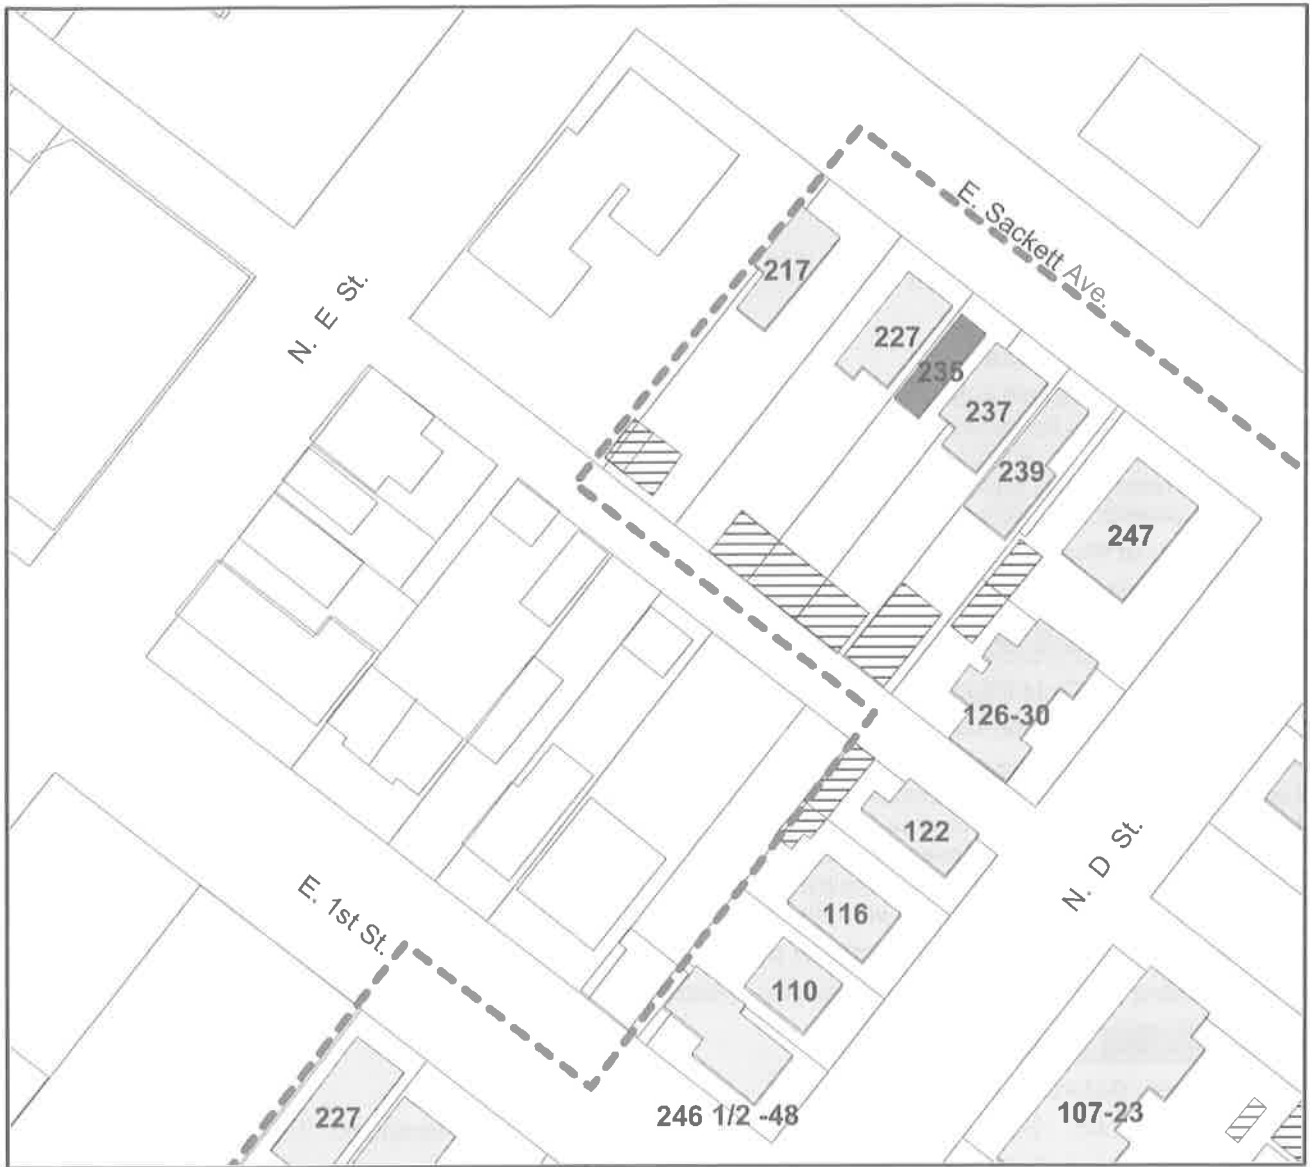 E. Sackett Ave.
217
N. E St.
227
235
237
239
247
126-30
122
N. D St.
E. 1st St.
116
110
246 1/2 -48
107-23
227